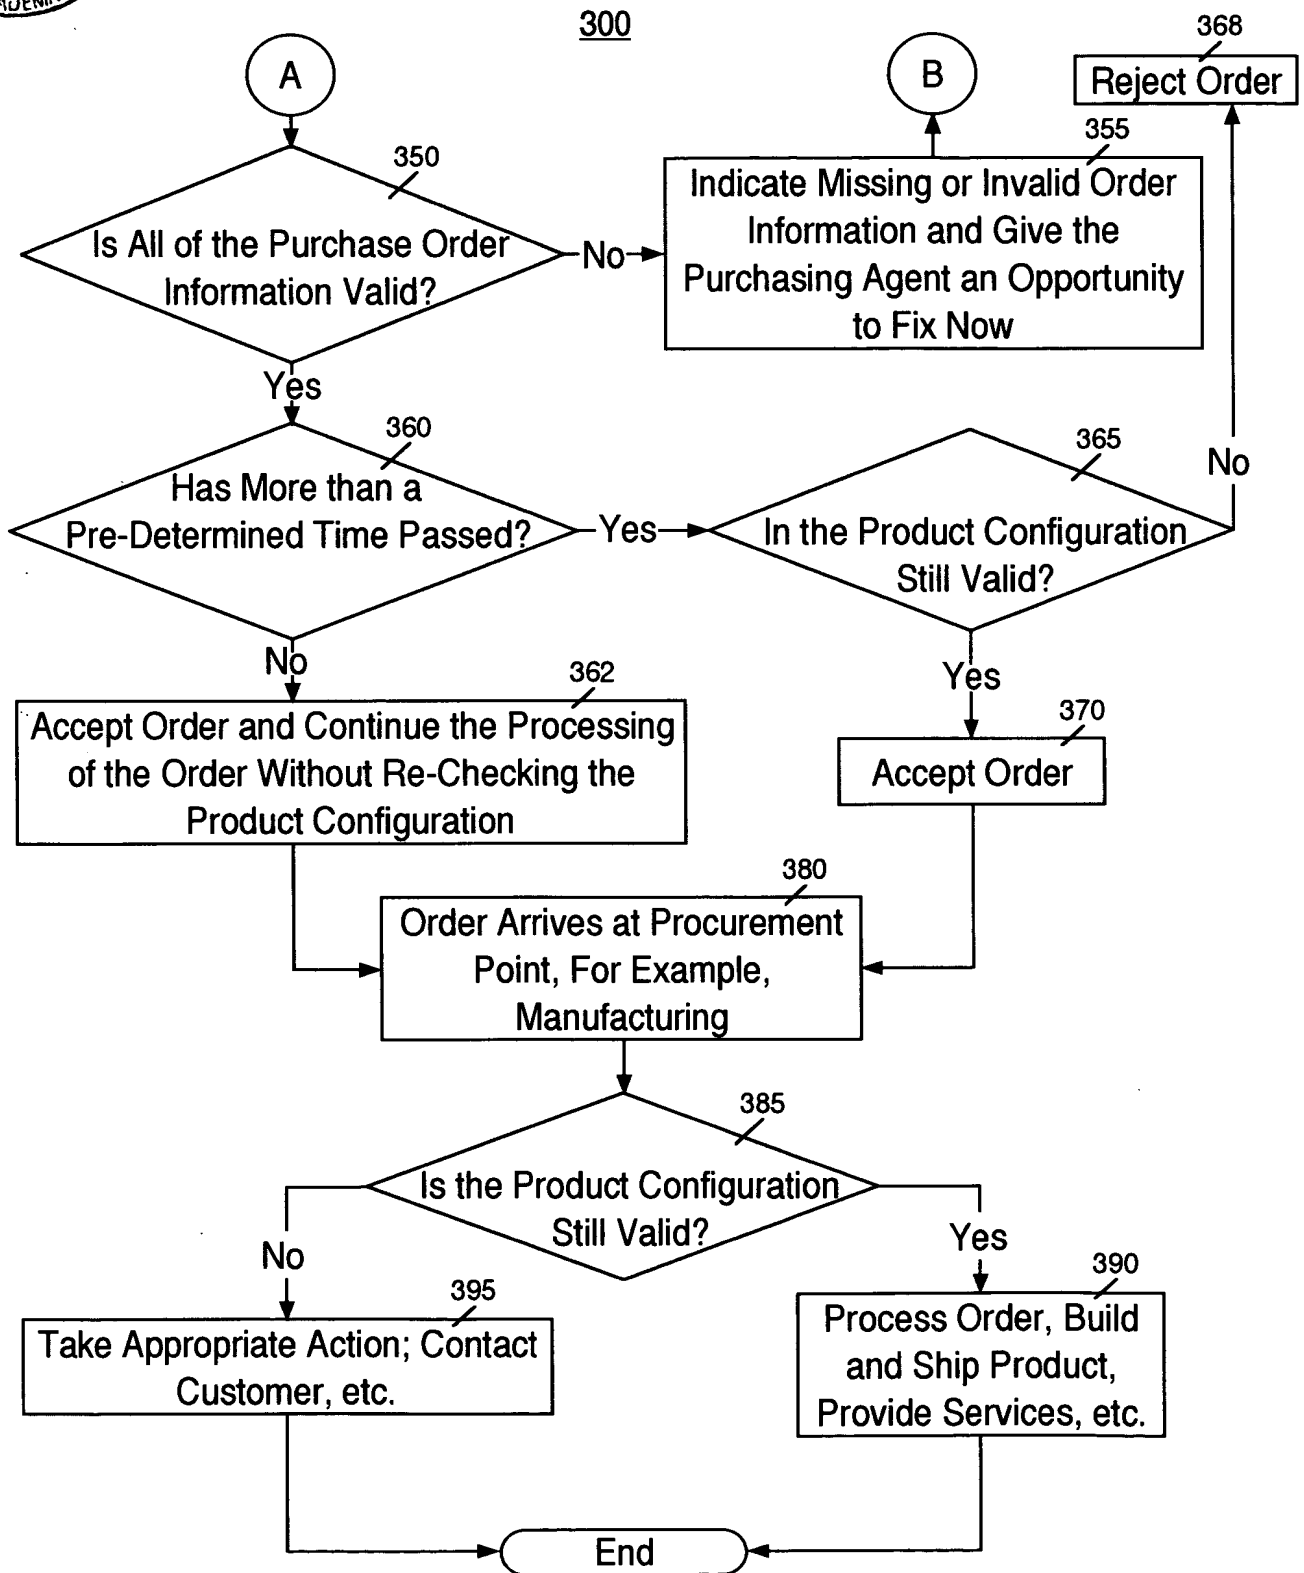 300
A
B
368
Reject Order
350
Is All of the Purchase Order
Information Valid?
No
355
Indicate Missing or Invalid Order
Information and Give the
Purchasing Agent an Opportunity
to Fix Now
Yes
360
Has More than a
Pre-Determined Time Passed?
Yes
365
In the Product Configuration
Still Valid?
No
No
362
Accept Order and Continue the Processing
of the Order Without Re-Checking the
Product Configuration
Yes
370
Accept Order
380
Order Arrives at Procurement
Point, For Example,
Manufacturing
385
Is the Product Configuration
Still Valid?
No
Yes
395
Take Appropriate Action; Contact
Customer, etc.
390
Process Order, Build
and Ship Product,
Provide Services, etc.
End